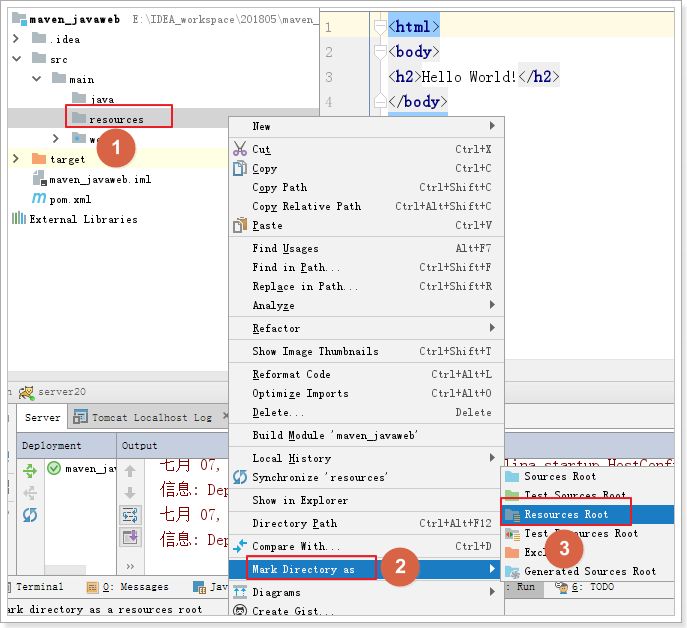 maven_javaweb E:\IDEA_workspace\201805\maven_
.idea
src
main
java
resources
target
maven_javaweb.iml
pom.xml
External Libraries
1 <html>
2 <body>
3 <h2>Hello World!</h2>
4 </body>
1
New
Cut Ctrl+X
Copy Ctrl+C
Copy Path Ctrl+Shift+C
Copy Relative Path Ctrl+Alt+Shift+C
Paste Ctrl+V
Find Usages Alt+F7
Find in Path... Ctrl+Shift+F
Replace in Path... Ctrl+Shift+R
Analyze
Refactor
Show Image Thumbnails Ctrl+Shift+T
Reformat Code Ctrl+Alt+L
Optimize Imports Ctrl+Alt+O
Delete... Delete
Build Module 'maven_javaweb'
Local History
Synchronize 'resources'
Show in Explorer
Directory Path Ctrl+Alt+F12
Compare With... Ctrl+D
Mark Directory as
2
Diagrams
Create Gist...
Sources Root
Test Sources Root
Resources Root
Test Resources Root
3
Generated Sources Root
server20
Server Tomcat Localhost Log
Deployment Output
maven_jav
七月 07,
信息: Dep
七月 07,
信息: Dep
lina.startup.HostConfi
Terminal 0: Messages Jav : Run 6: TODO
ark directory as a resources root